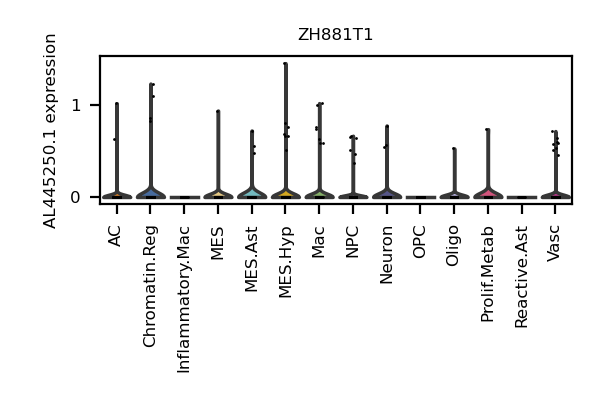 ZH881T1
AL445250.1 expression
1
0
AC
Chromatin.Reg
Inflammatory.Mac
MES
MES.Ast
MES.Hyp
Mac
NPC
Neuron
OPC
Oligo
Prolif.Metab
Reactive.Ast
Vasc